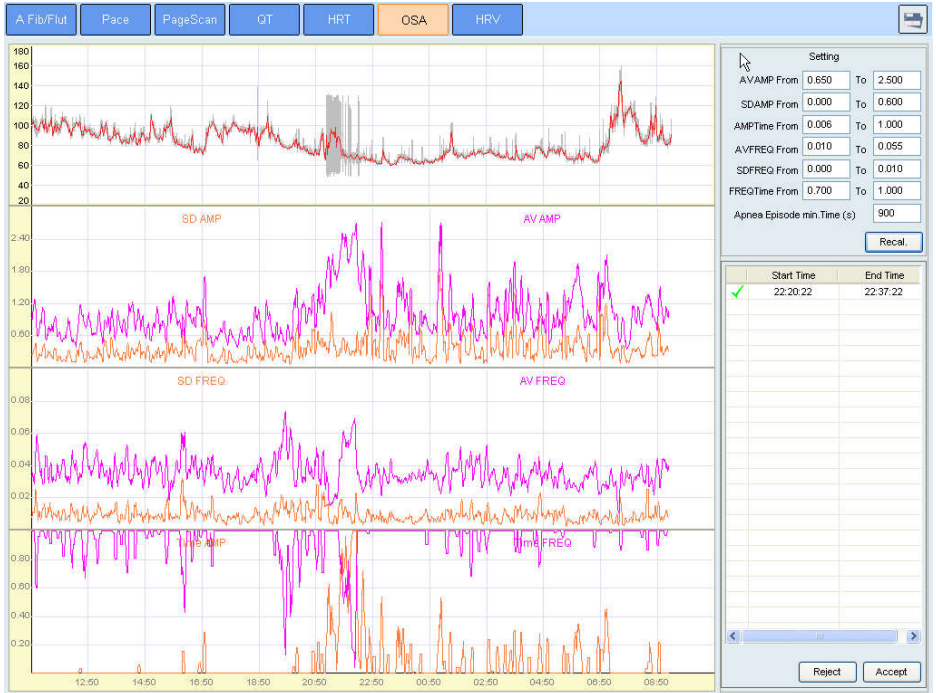 A Fib/Flut Pace PageScan QT HRT OSA HRV
180
160
140
120
100
80
60
40
20
SD AMP AV AMP
2.40
1.80
1.20
0.60
SD FREQ AV FREQ
0.08
0.06
0.04
0.02
Time AMP Time FREQ
0.80
0.60
0.40
0.20
12:50 14:50 16:50 18:50 20:50 22:50 00:50 02:50 04:50 06:50 08:50
Setting
AVAMP From 0.650 To 2.500
SDAMP From 0.000 To 0.600
AMPTime From 0.006 To 1.000
AVFREQ From 0.010 To 0.055
SDFREQ From 0.000 To 0.010
FREQTime From 0.700 To 1.000
Apnea Episode min.Time (s) 900
Recal.
Start Time End Time
22:20:22 22:37:22
Reject Accept